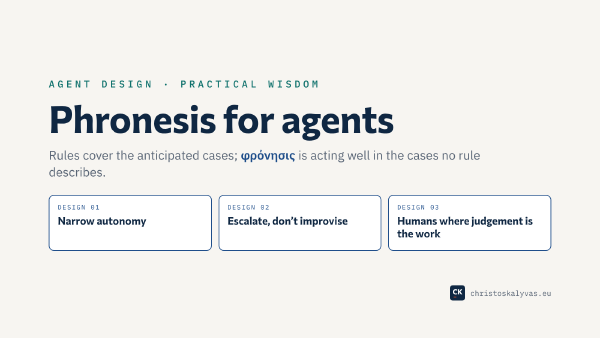 AGENT DESIGN · PRACTICAL WISDOM
Phronesis for agents
Rules cover the anticipated cases; φρόνησις is acting well in the cases no rule
describes.
DESIGN 01
Narrow autonomy
DESIGN 02
Escalate, don’t improvise
DESIGN 03
Humans where judgement is
the work
CK christoskalyvas.eu